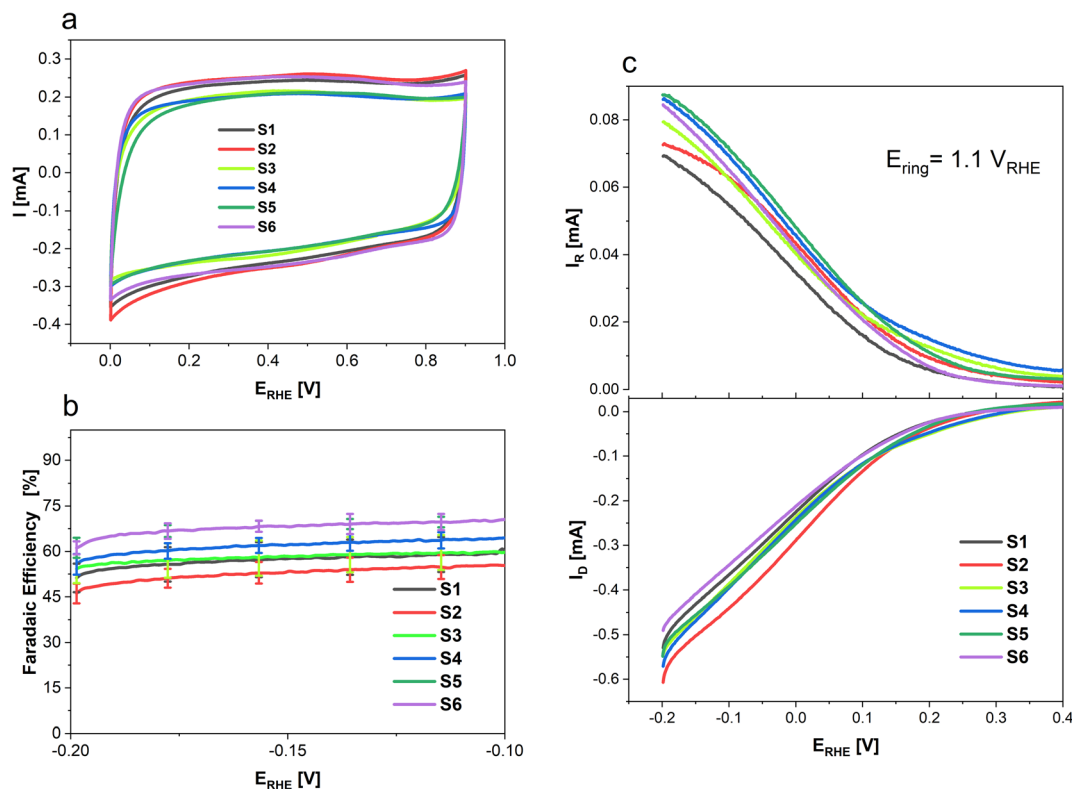 a
0.3
0.2
0.1
0.0
-0.1
-0.2
-0.3
-0.4
I [mA]
S1
S2
S3
S4
S5
S6
0.0
0.2
0.4
0.6
0.8
1.0
E_RHE [V]
b
90
75
60
45
30
15
0
Faradaic Efficiency [%]
S1
S2
S3
S4
S5
S6
-0.20
-0.15
-0.10
E_RHE [V]
c
0.08
0.06
0.04
0.02
0.00
I_R [mA]
E_ring= 1.1 V_RHE
0.0
-0.1
-0.2
-0.3
-0.4
-0.5
-0.6
I_D [mA]
S1
S2
S3
S4
S5
S6
-0.2
-0.1
0.0
0.1
0.2
0.3
0.4
E_RHE [V]